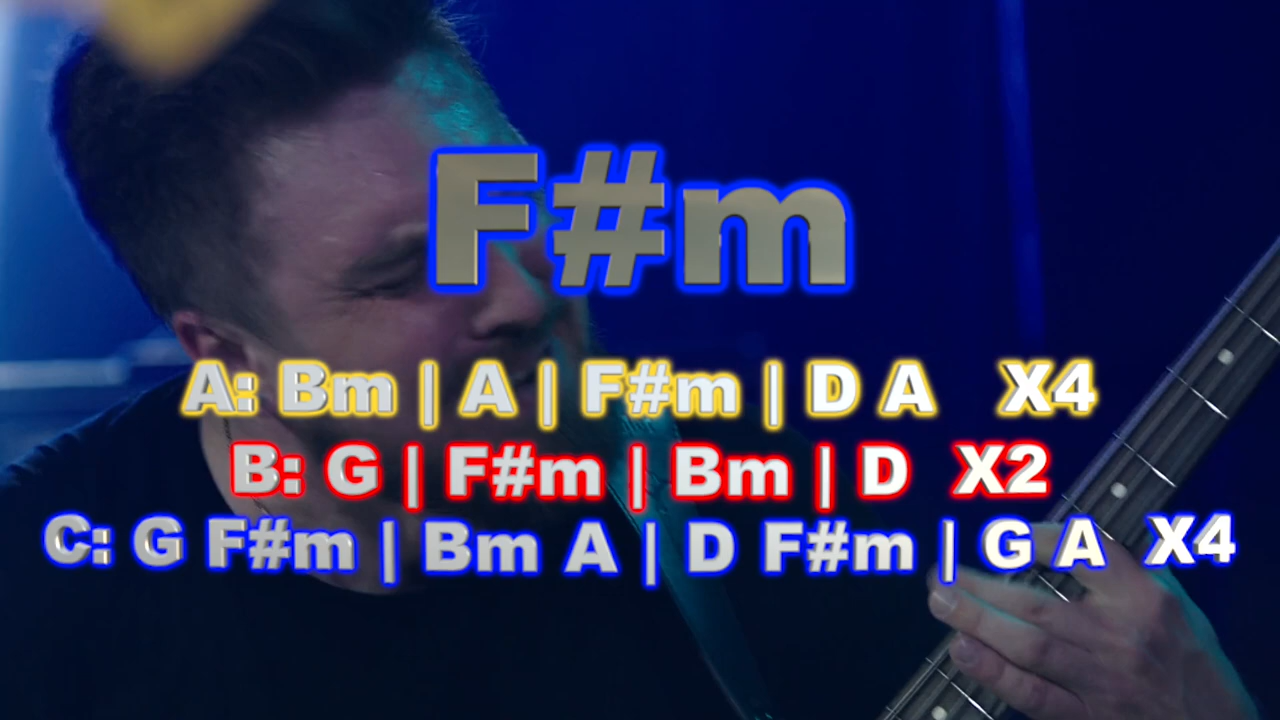 F#m
A: Bm | A | F#m | D A X4
B: G | F#m | Bm | D X2
C: G F#m | Bm A | D F#m | G A X4